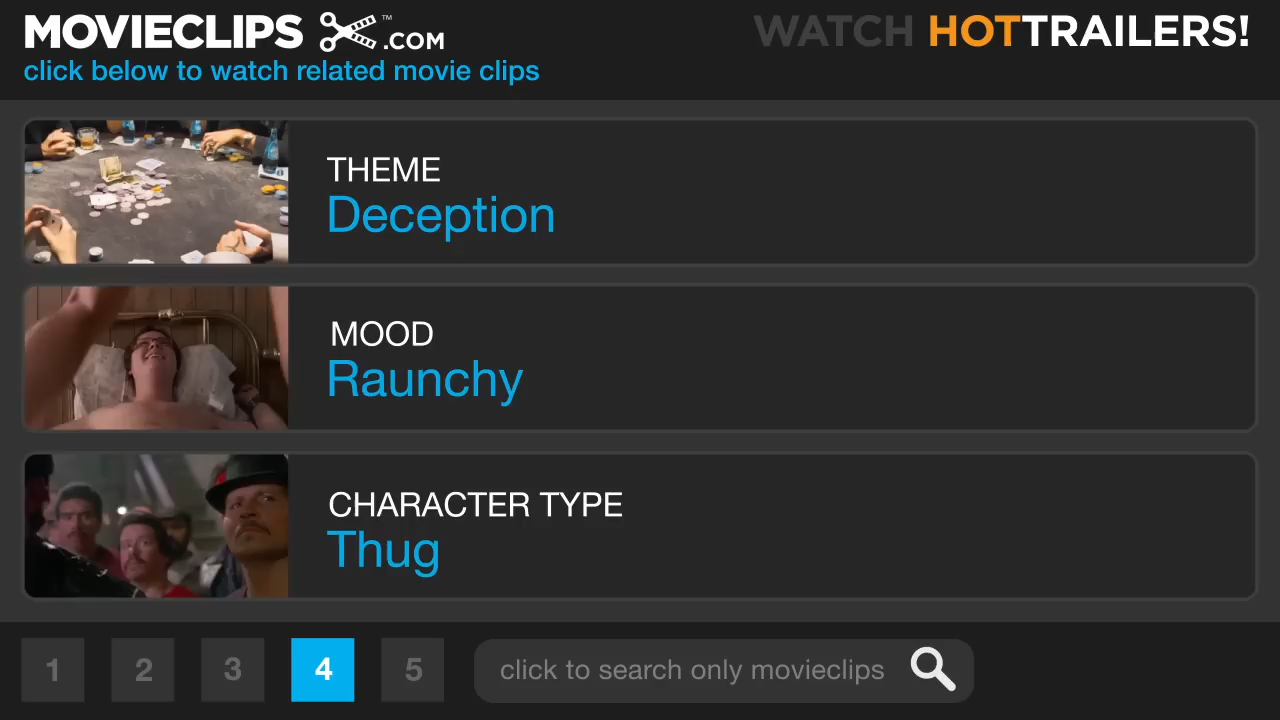 MOVIECLIPS ™ .COM
WATCH HOTTRAILERS!
click below to watch related movie clips
THEME
Deception
MOOD
Raunchy
CHARACTER TYPE
Thug
1 2 3 4 5 click to search only movieclips